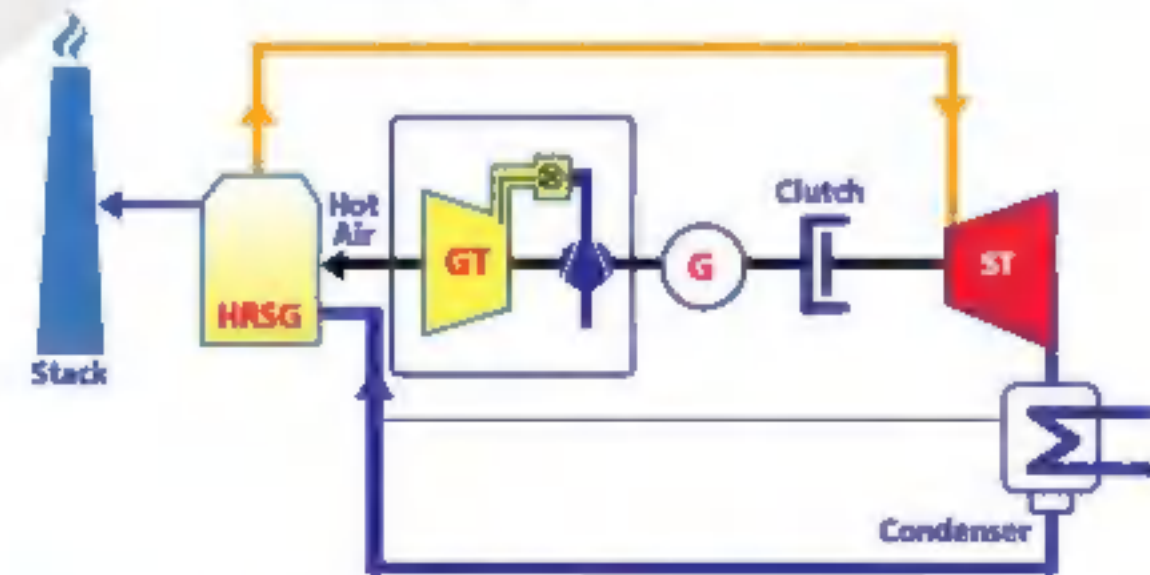 Stack
HRSG
Hot
Air
GT
G
Clutch
ST
Condenser